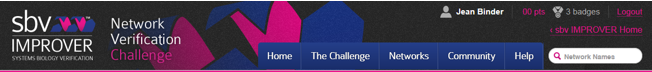 sbv
IMPROVER
SYSTEMS BIOLOGY VERIFICATION
Network
Verification
Challenge
Jean Binder 00 pts 3 badges Logout
‹ sbv IMPROVER Home
Home The Challenge Networks Community Help
Network Names